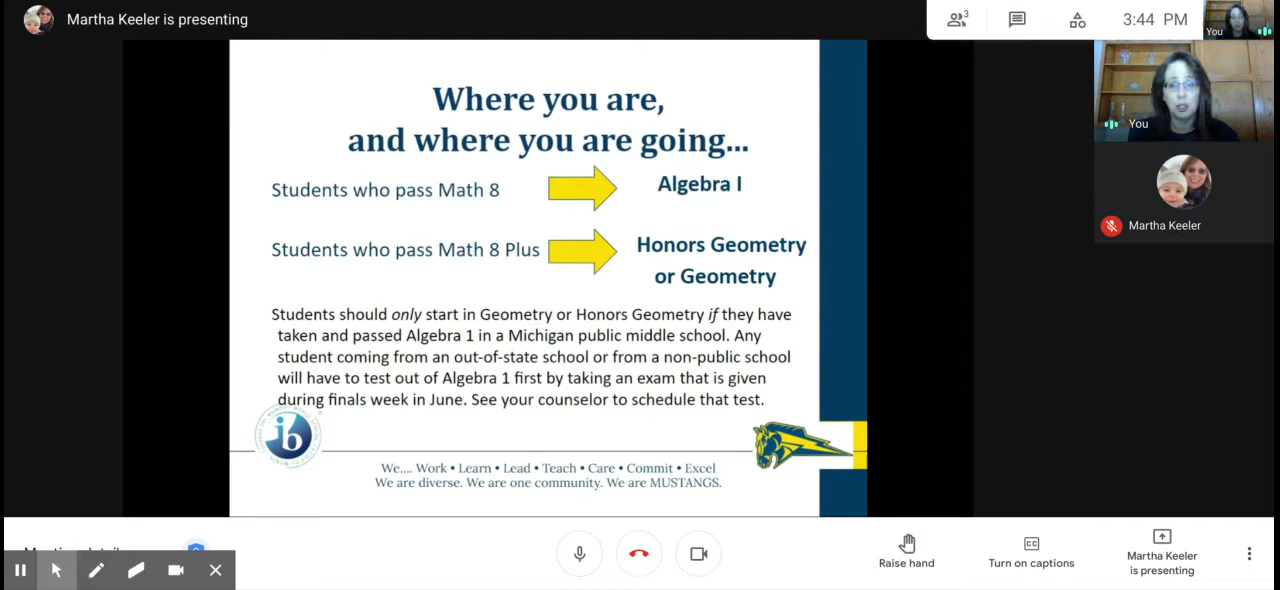 Martha Keeler is presenting
3
3:44 PM
You
Where you are,
and where you are going...
Students who pass Math 8
Algebra I
Students who pass Math 8 Plus
Honors Geometry
or Geometry
Students should only start in Geometry or Honors Geometry if they have
taken and passed Algebra 1 in a Michigan public middle school. Any
student coming from an out-of-state school or from a non-public school
will have to test out of Algebra 1 first by taking an exam that is given
during finals week in June. See your counselor to schedule that test.
ib
We.... Work • Learn • Lead • Teach • Care • Commit • Excel
We are diverse. We are one community. We are MUSTANGS.
You
Martha Keeler
Raise hand
CC
Turn on captions
Martha Keeler
is presenting